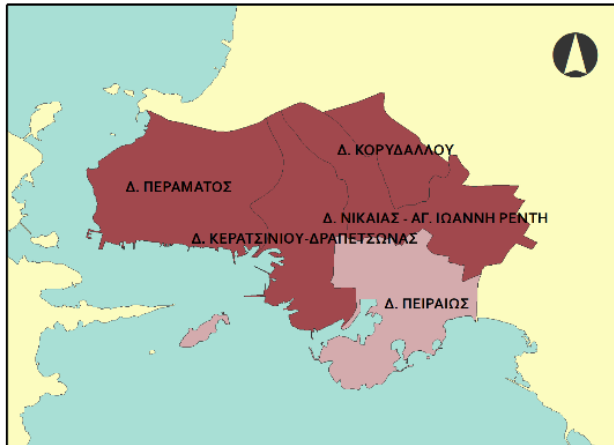 Δ. ΚΟΡΥΔΑΛΛΟΥ
Δ. ΠΕΡΑΜΑΤΟΣ
Δ. ΝΙΚΑΙΑΣ - ΑΓ. ΙΩΑΝΝΗ ΡΕΝΤΗ
Δ. ΚΕΡΑΤΣΙΝΙΟΥ-ΔΡΑΠΕΤΣΩΝΑΣ
Δ. ΠΕΙΡΑΙΩΣ